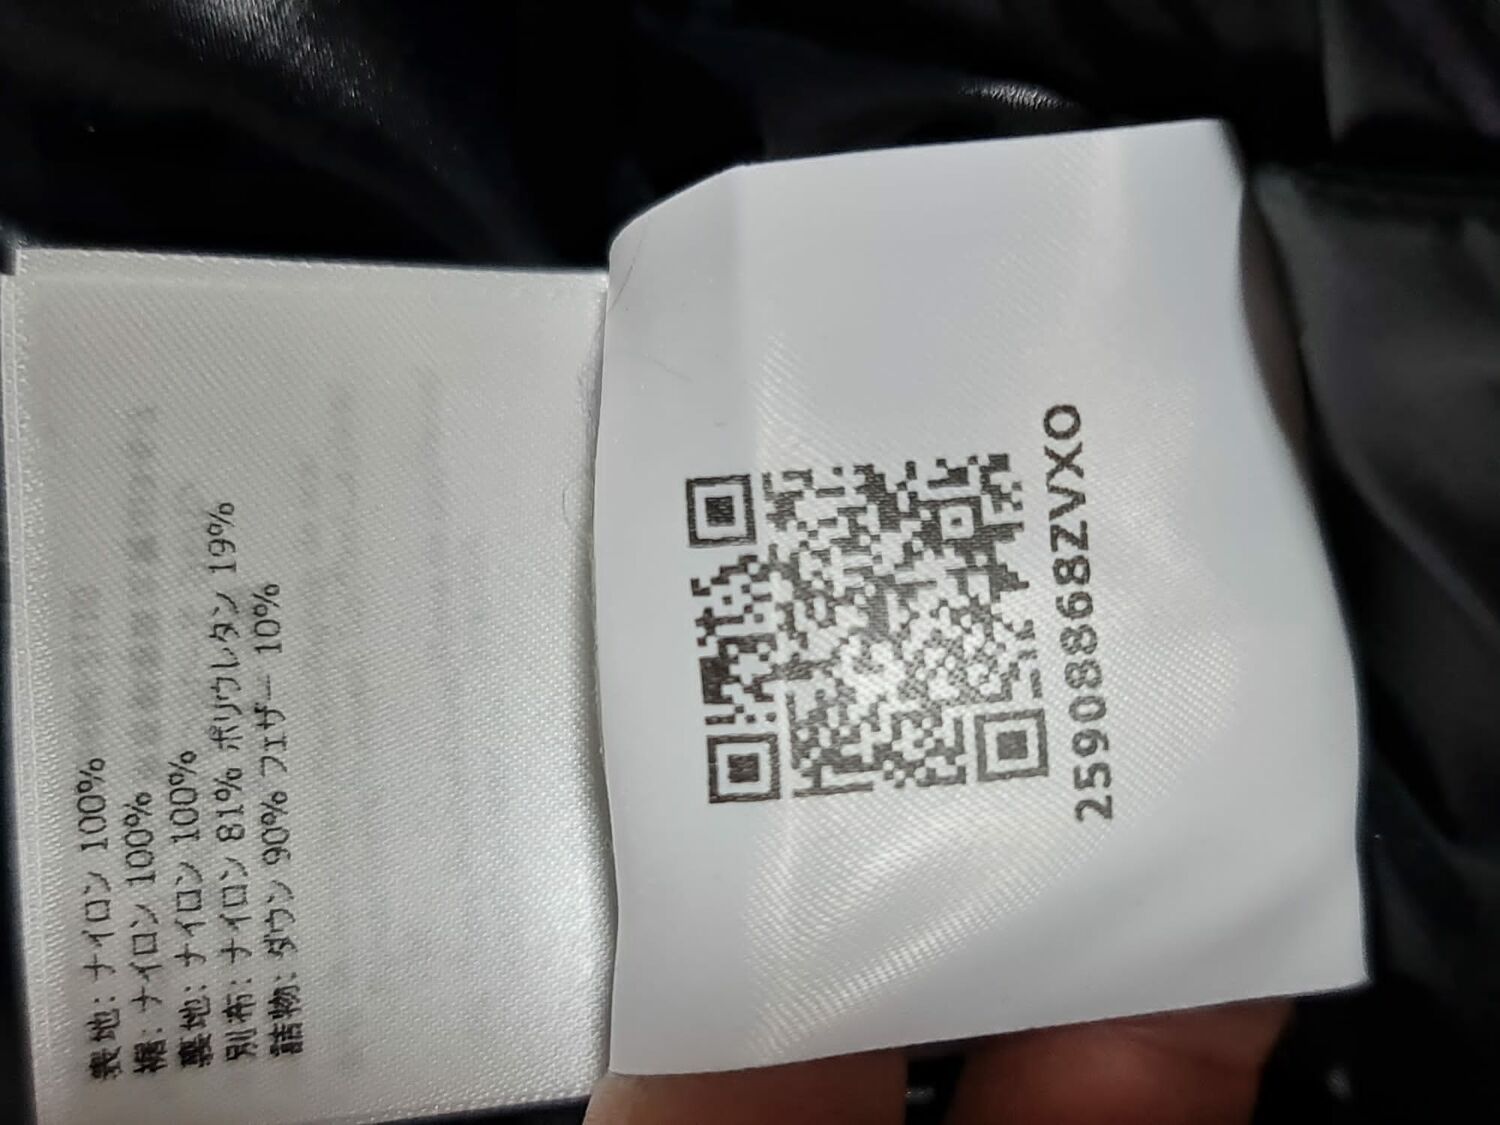 表地: ナイロン 100%
裾: ナイロン 100%
裏地: ナイロン 100%
別布: ナイロン 81% ポリウレタン 19%
詰物: ダウン 90% フェザー 10%
25908868ZVXO